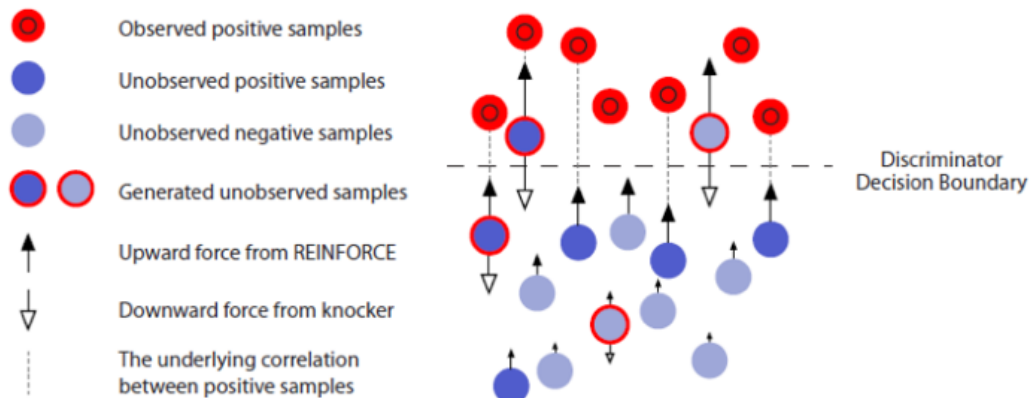 Observed positive samples
Unobserved positive samples
Unobserved negative samples
Generated unobserved samples
Upward force from REINFORCE
Downward force from knocker
The underlying correlation
between positive samples
Discriminator
Decision Boundary